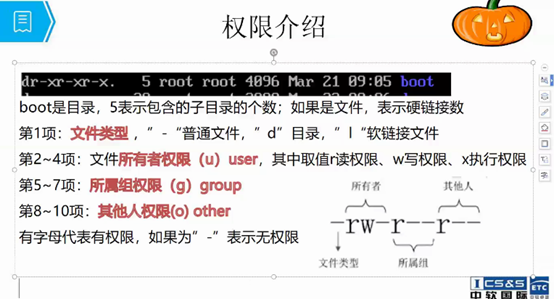 权限介绍
dr-xr-xr-x. 5 root root 4096 Mar 21 09:05 boot
boot是目录，5表示包含的子目录的个数；如果是文件，表示硬链接数
第1项：文件类型，”-“普通文件，”d”目录，”l“软链接文件
第2~4项：文件所有者权限（u）user，其中取值r读权限、w写权限、x执行权限
第5~7项：所属组权限（g）group
第8~10项：其他人权限(o) other
有字母代表有权限，如果为”-”表示无权限
所有者 其他人
-rw-r--r--
文件类型 所属组
ICS&S ETC
中软国际